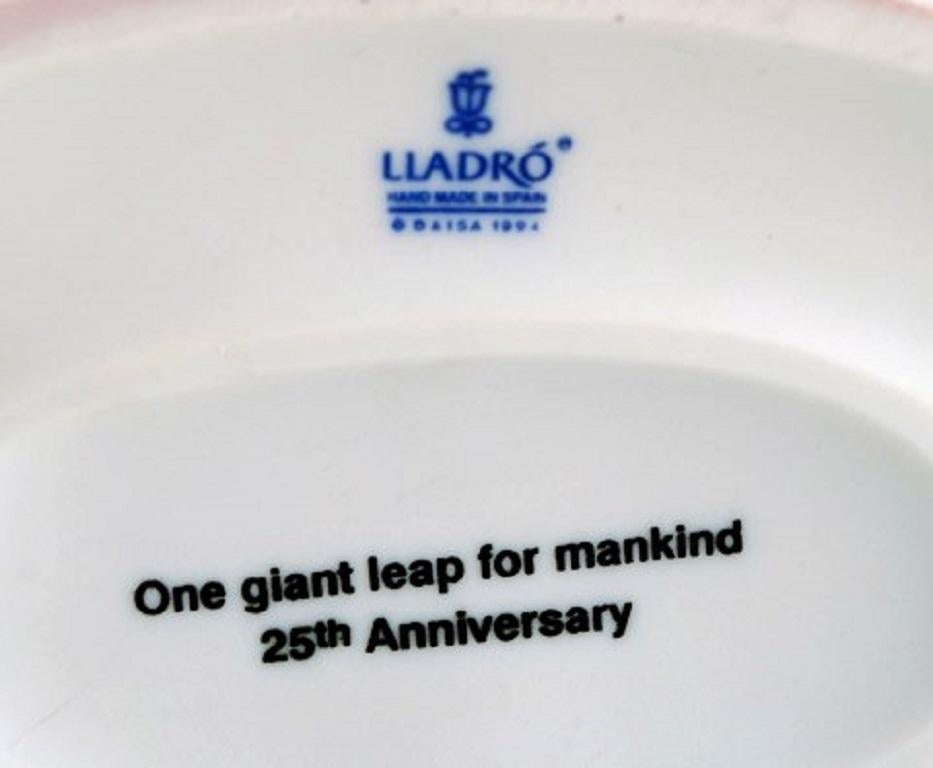 LLADRÓ®
HAND MADE IN SPAIN
© DAISA 1994
One giant leap for mankind
25th Anniversary